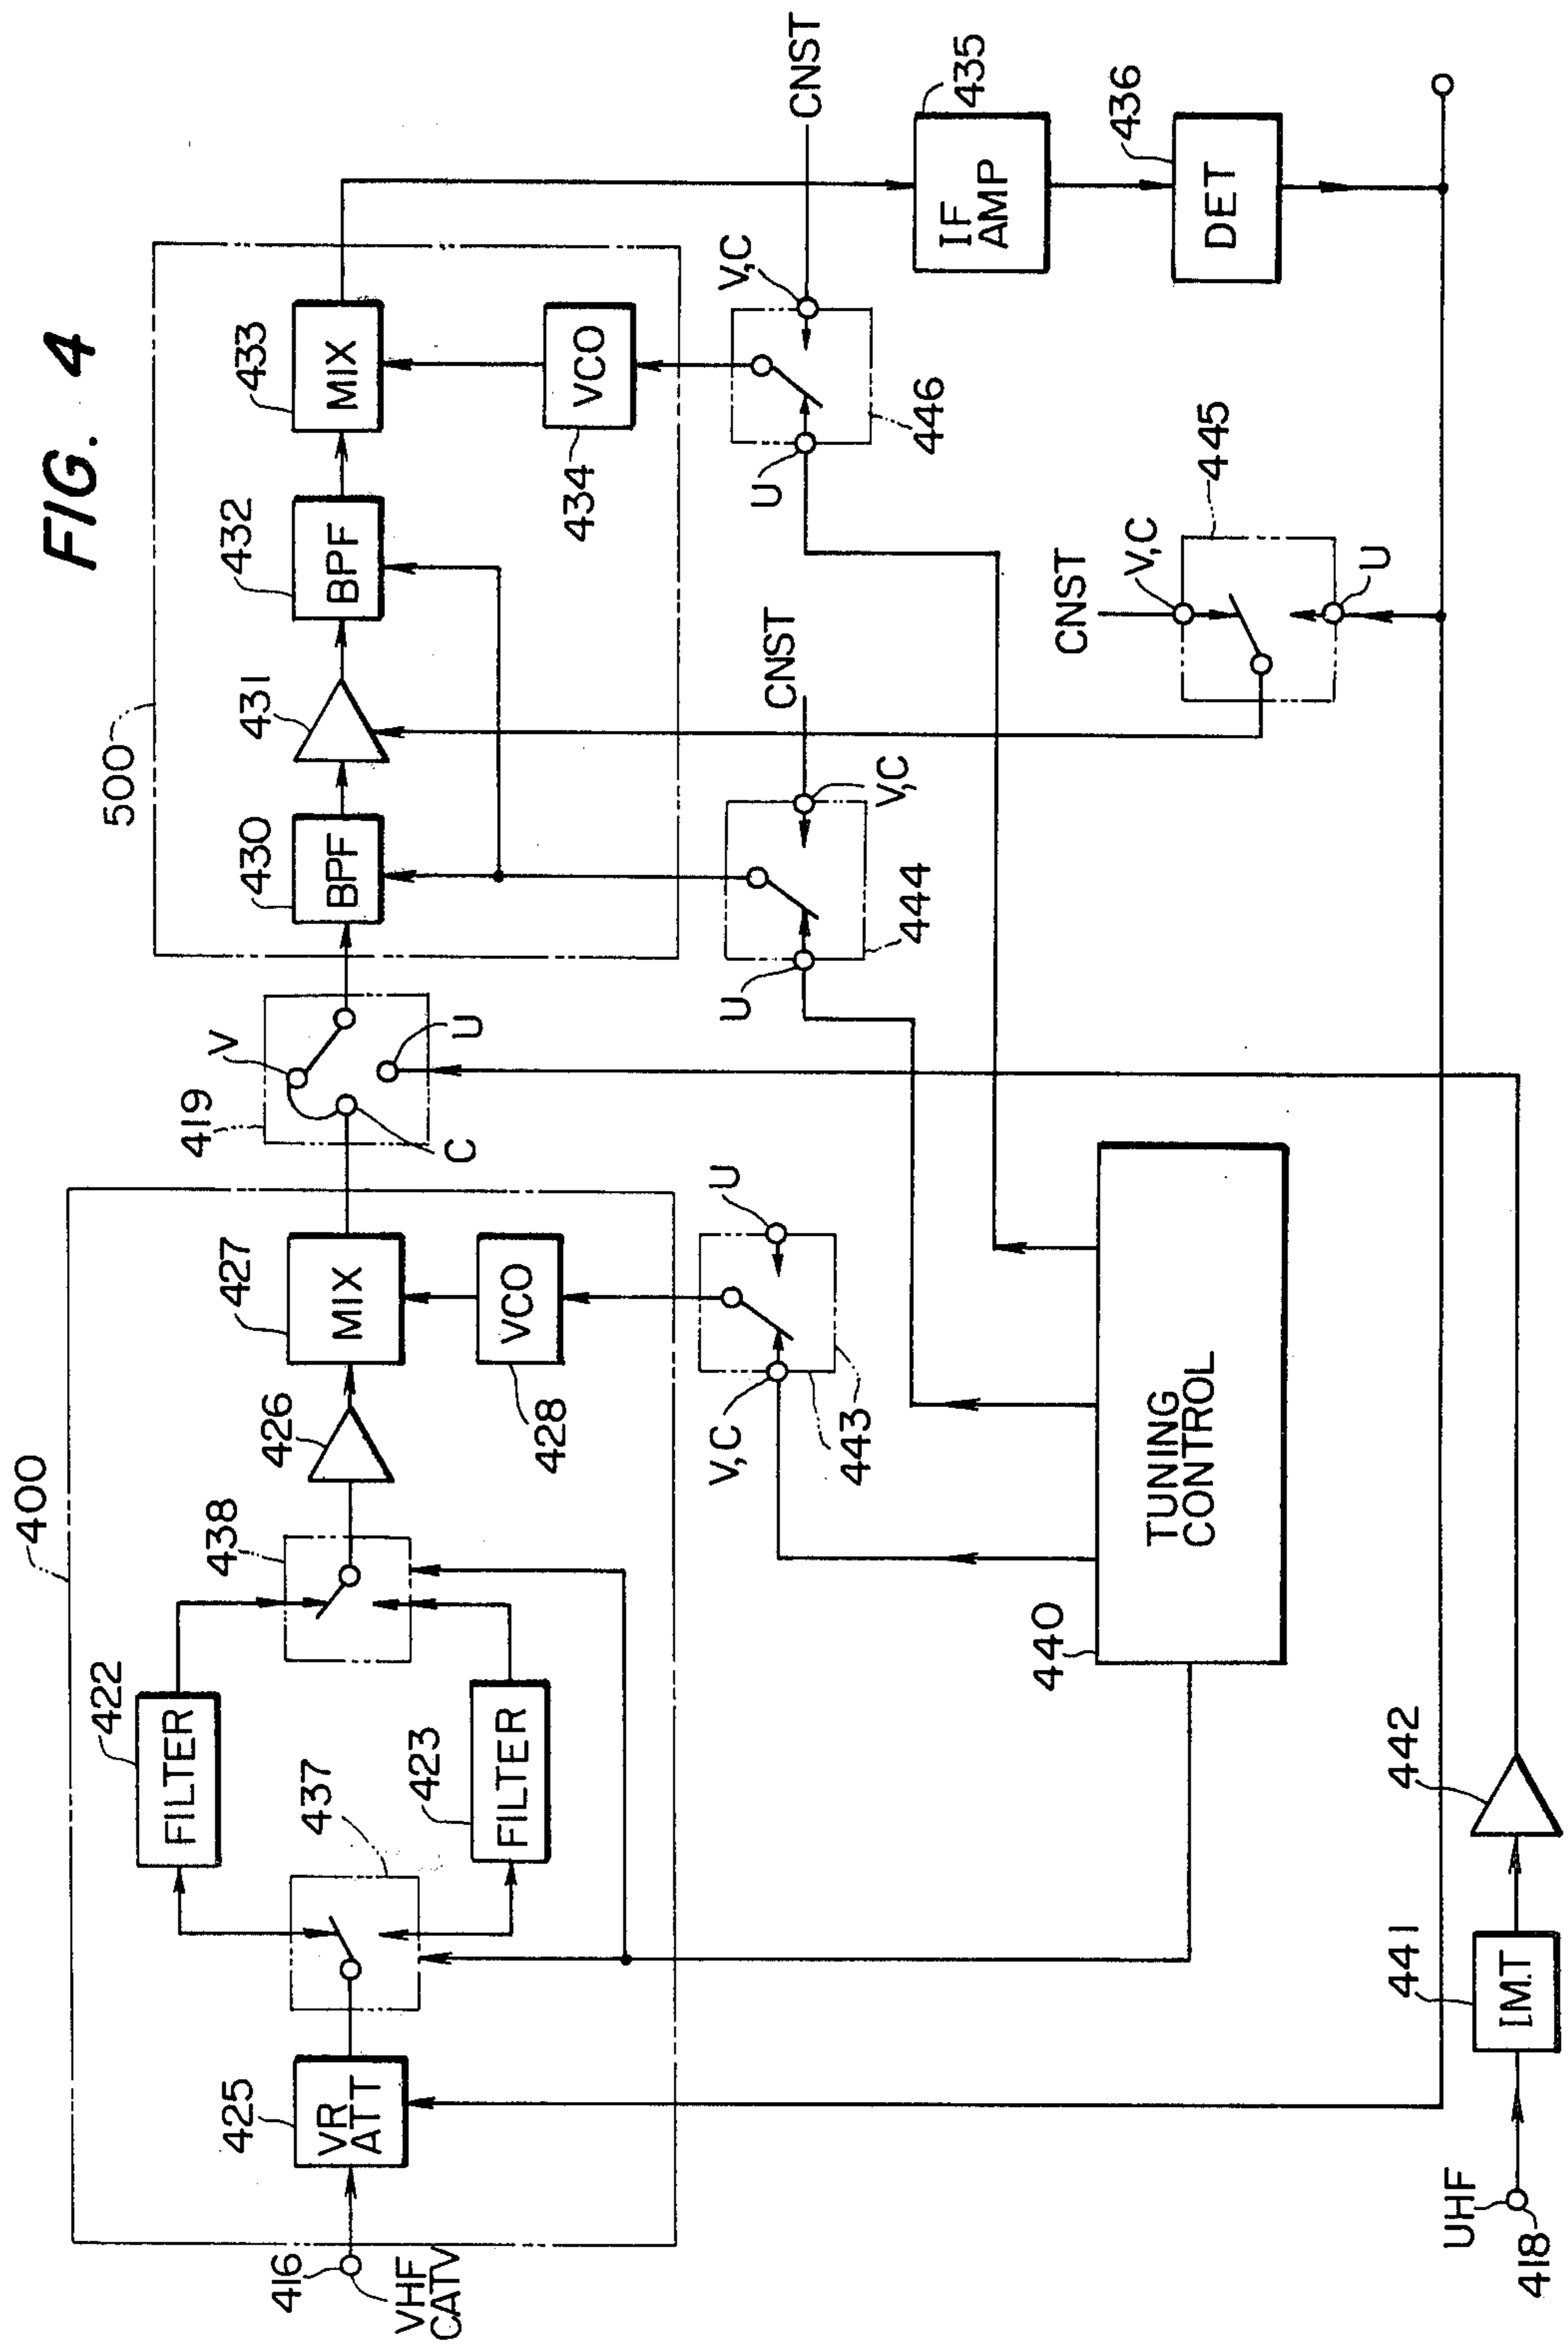 FIG. 4
400
500
416
VHF
CATV
425
VR
ATT
437
422
FILTER
423
FILTER
438
426
427
MIX
428
VCO
419
V
C
U
430
BPF
431
432
BPF
433
MIX
434
VCO
V,C
443
U
U
444
V,C
CNST
U
446
V,C
CNST
435
IF
AMP
436
DET
440
TUNING
CONTROL
CNST
V,C
445
U
UHF
418
441
I.M.T
442